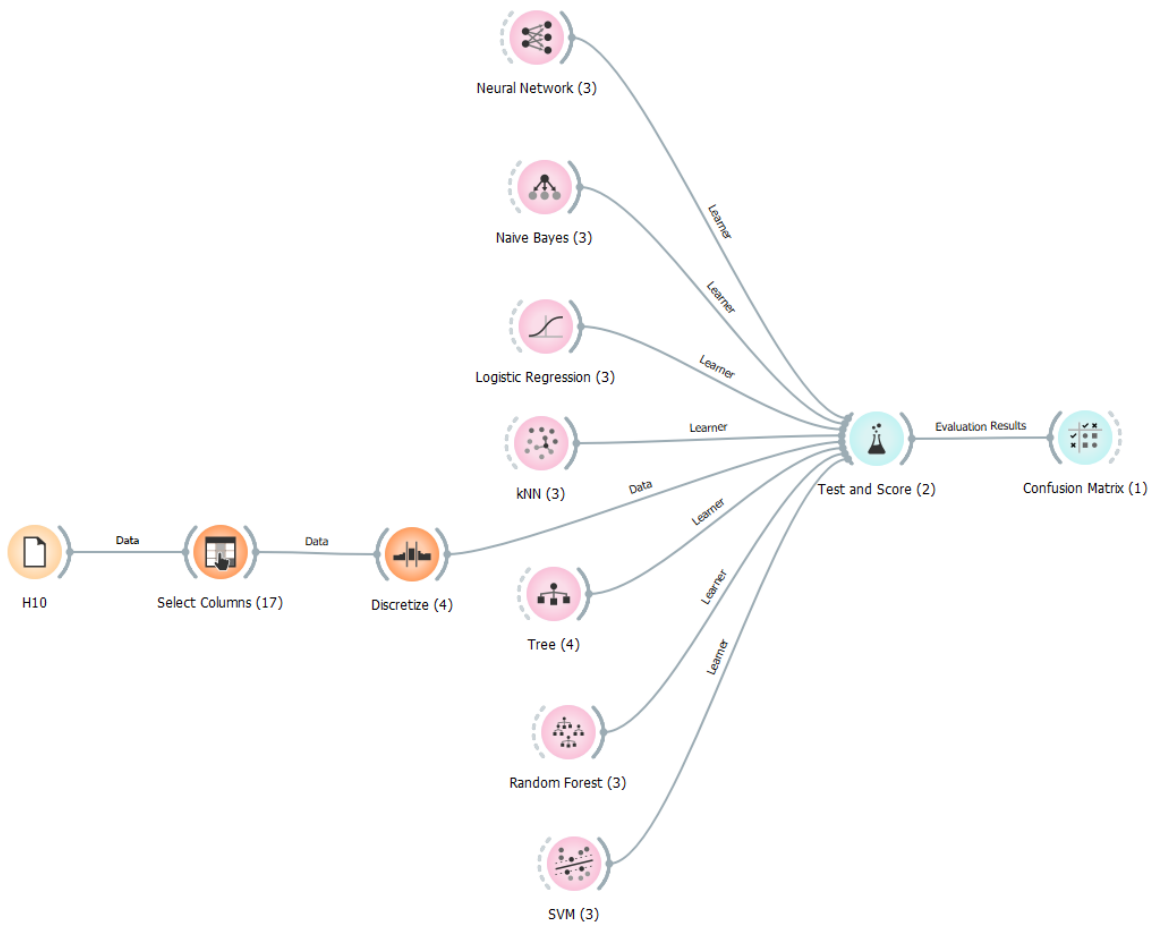 Neural Network (3)
Learner
Naive Bayes (3)
Learner
Logistic Regression (3)
Learner
kNN (3)
Learner
Evaluation Results
Test and Score (2)
Confusion Matrix (1)
Data
Data
Data
H10
Select Columns (17)
Discretize (4)
Learner
Tree (4)
Learner
Random Forest (3)
Learner
SVM (3)